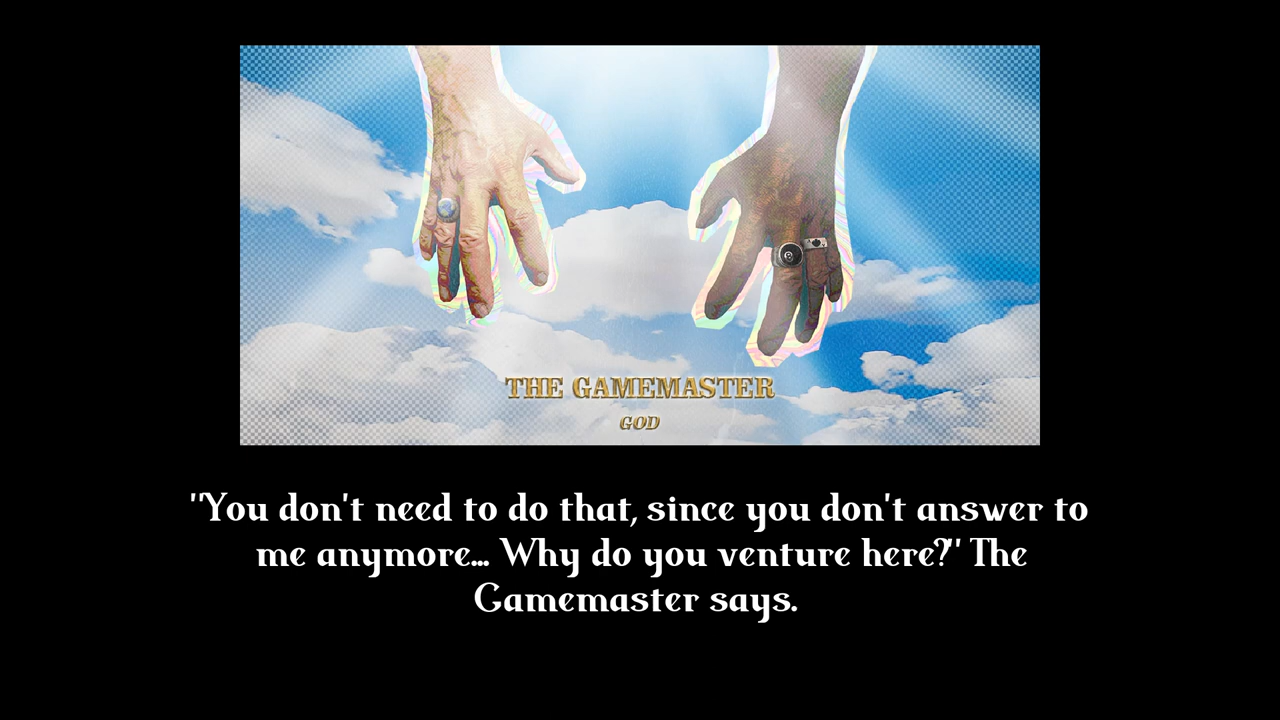 THE GAMEMASTER
GOD
"You don't need to do that, since you don't answer to
me anymore... Why do you venture here?" The
Gamemaster says.